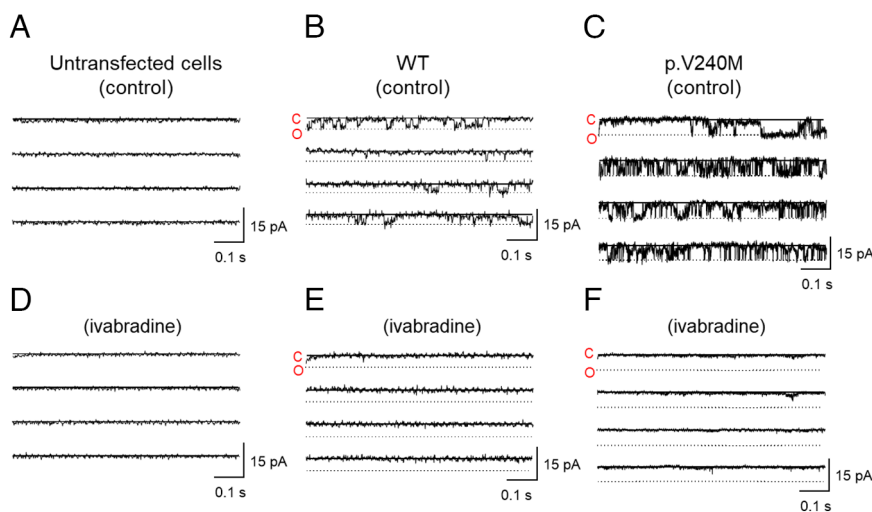 A
Untransfected cells
(control)
15 pA
0.1 s
B
WT
(control)
C
O
15 pA
0.1 s
C
p.V240M
(control)
C
O
15 pA
0.1 s
D
(ivabradine)
15 pA
0.1 s
E
(ivabradine)
C
O
15 pA
0.1 s
F
(ivabradine)
C
O
15 pA
0.1 s